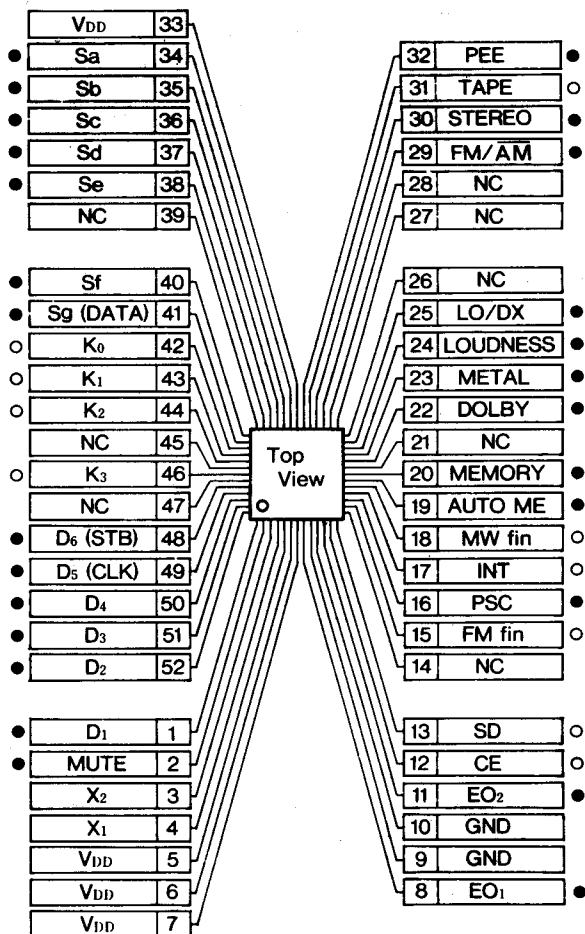 VDD 33
Sa 34
Sb 35
Sc 36
Sd 37
Se 38
NC 39
Sf 40
Sg (DATA) 41
K0 42
K1 43
K2 44
NC 45
K3 46
NC 47
D6 (STB) 48
D5 (CLK) 49
D4 50
D3 51
D2 52
D1 1
MUTE 2
X2 3
X1 4
VDD 5
VDD 6
VDD 7
Top
View
32 PEE
31 TAPE
30 STEREO
29 FM/A̅M̅
28 NC
27 NC
26 NC
25 LO/DX
24 LOUDNESS
23 METAL
22 DOLBY
21 NC
20 MEMORY
19 AUTO ME
18 MW fin
17 INT
16 PSC
15 FM fin
14 NC
13 SD
12 CE
11 EO2
10 GND
9 GND
8 EO1